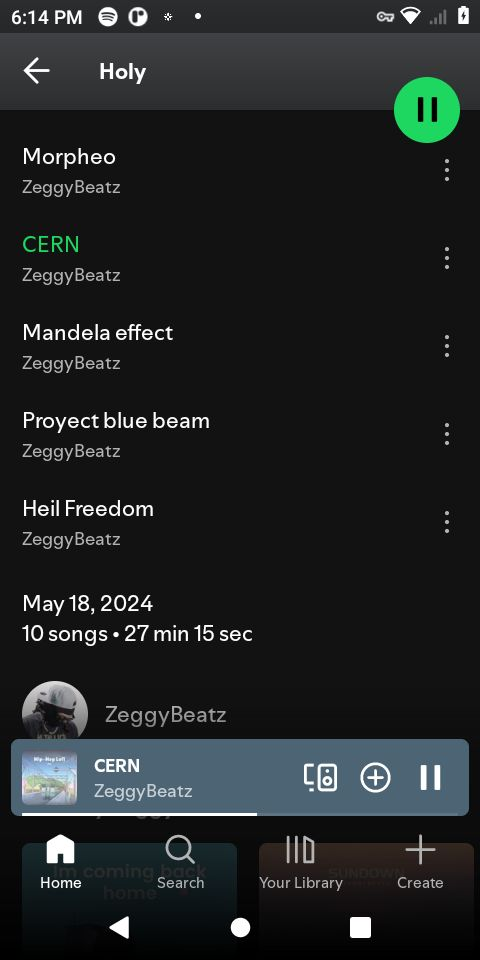 6:14 PM
Holy
Morpheo
ZeggyBeatz
CERN
ZeggyBeatz
Mandela effect
ZeggyBeatz
Proyect blue beam
ZeggyBeatz
Heil Freedom
ZeggyBeatz
May 18, 2024
10 songs • 27 min 15 sec
ZeggyBeatz
Hip-Hop Lofi
CERN
ZeggyBeatz
Im coming back
home
SUNDOWN
Home
Search
Your Library
Create